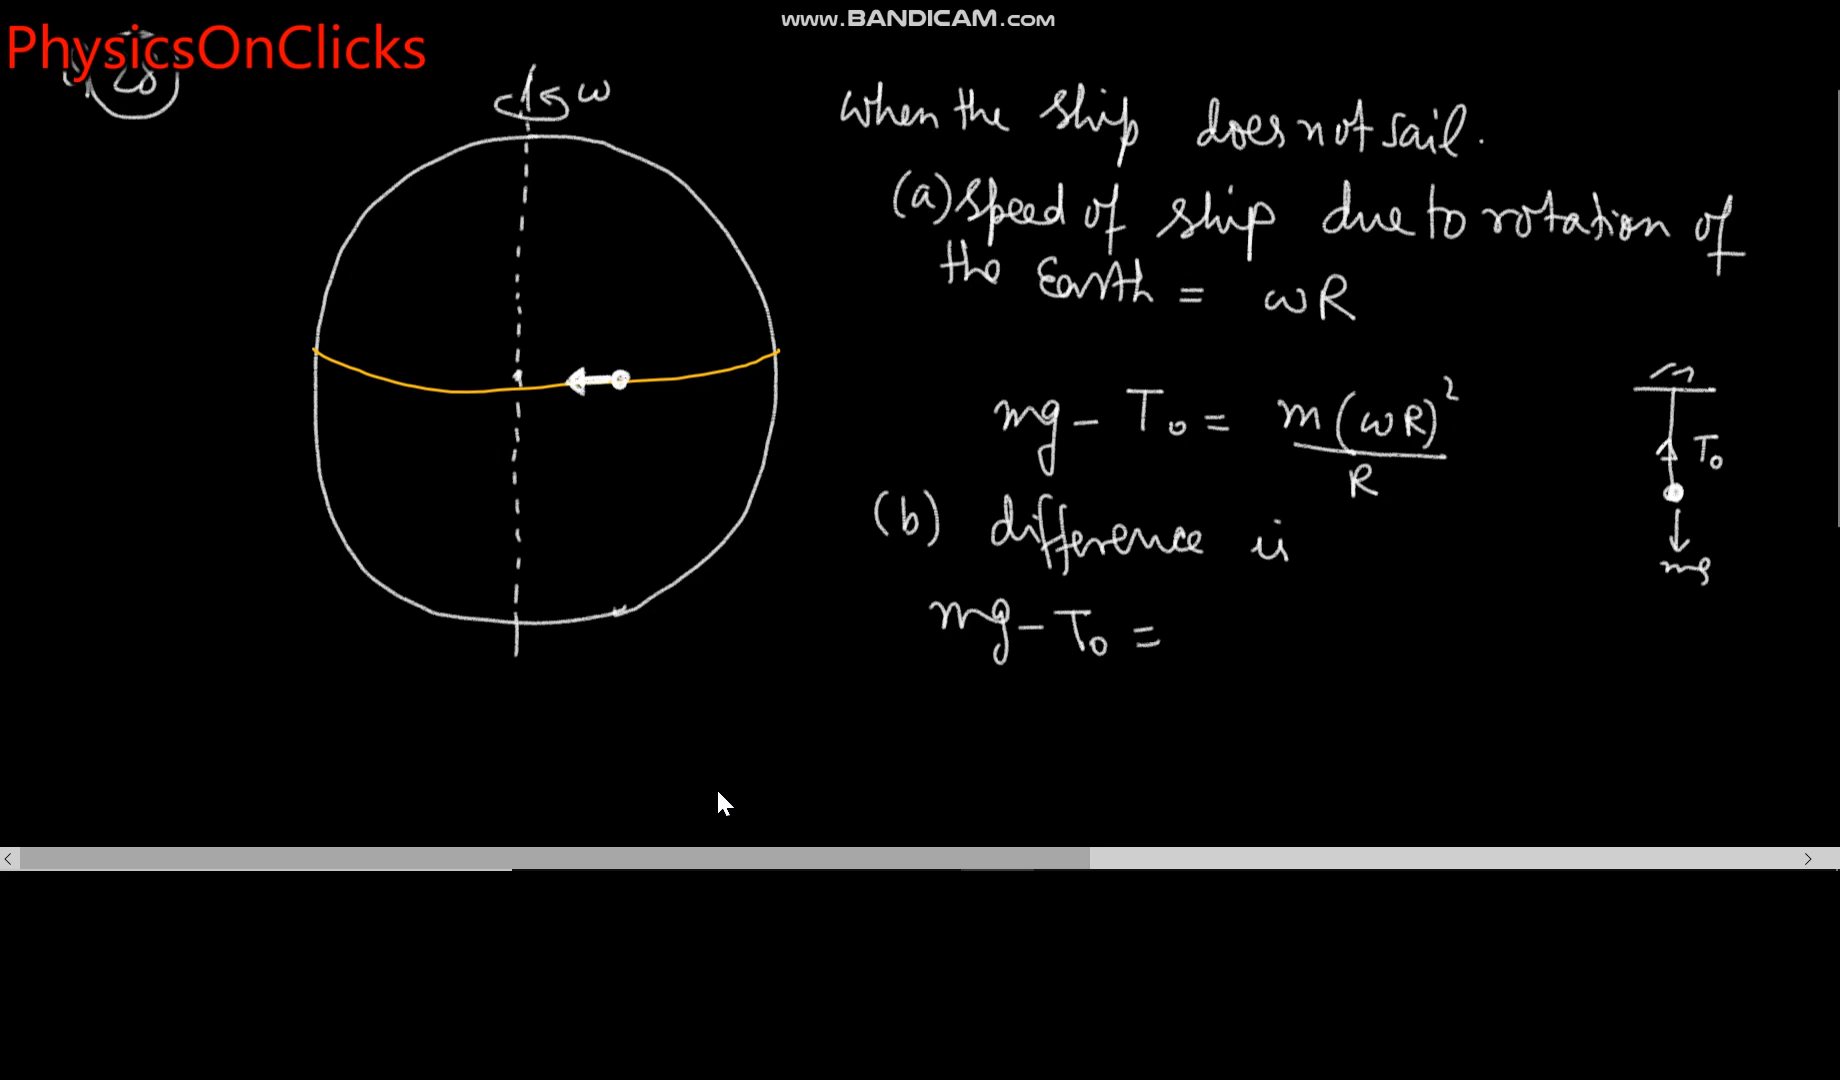 www.BANDICAM.com
PhysicsOnClicks
ω
When the ship does not sail.
(a) Speed of ship due to rotation of
the Earth = ωR
mg - T₀ = m(ωR)²/R
T₀
mg
(b) difference is
mg - T₀ =